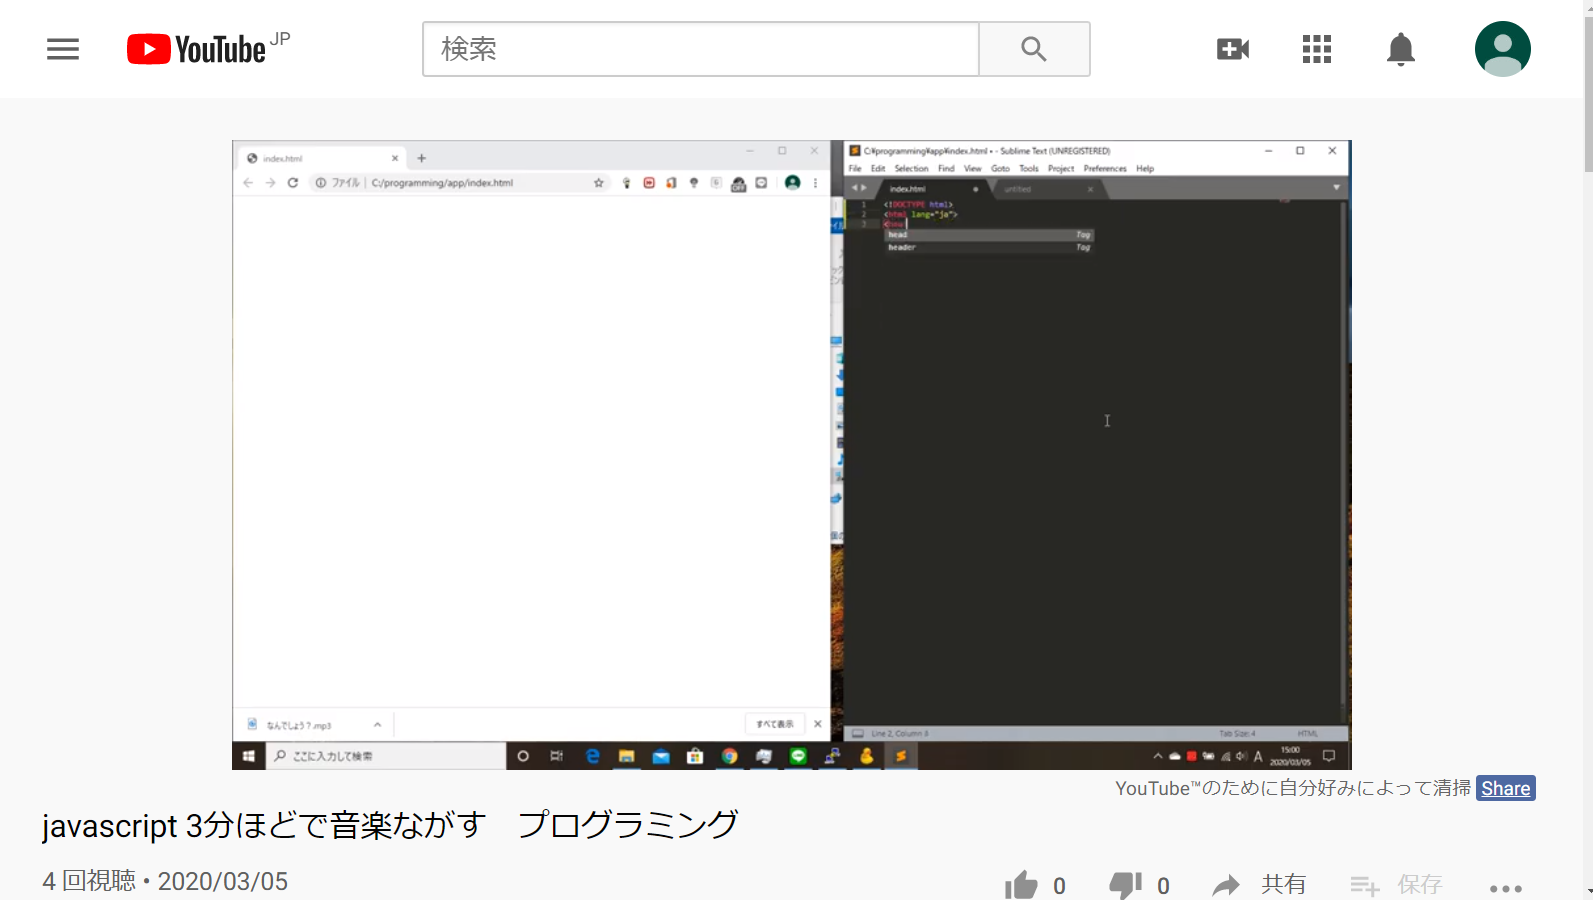 YouTube JP
検索
index.html
ファイル C:/programming/app/index.html
C:¥programming¥app¥index.html • - Sublime Text (UNREGISTERED)
File Edit Selection Find View Goto Tools Project Preferences Help
index.html untitled
1 <!DOCTYPE html>
2 <html lang="ja">
3
head Tag
header Tag
なんでしょう？.mp3 すべて表示
Line 2, Column 3 Tab Size: 4 HTML
ここに入力して検索
A 15:00
2020/03/05
YouTube™のために自分好みによって清掃 Share
javascript 3分ほどで音楽ながす プログラミング
4 回視聴 • 2020/03/05
0 0 共有 保存